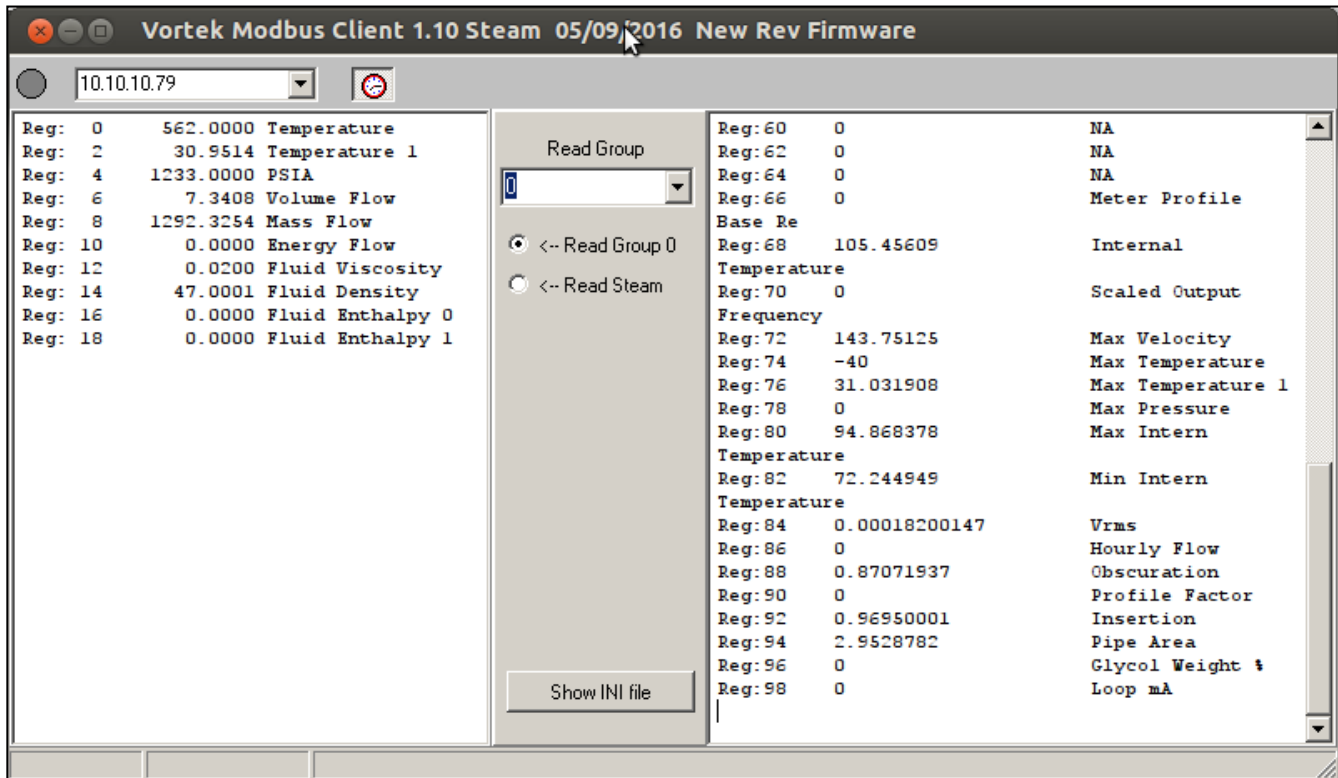 Vortek Modbus Client 1.10 Steam 05/09/2016 New Rev Firmware
10.10.10.79
Reg: 0 562.0000 Temperature
Reg: 2 30.9514 Temperature 1
Reg: 4 1233.0000 PSIA
Reg: 6 7.3408 Volume Flow
Reg: 8 1292.3254 Mass Flow
Reg: 10 0.0000 Energy Flow
Reg: 12 0.0200 Fluid Viscosity
Reg: 14 47.0001 Fluid Density
Reg: 16 0.0000 Fluid Enthalpy 0
Reg: 18 0.0000 Fluid Enthalpy 1
Read Group
0
<-- Read Group 0
<-- Read Steam
Show INI file
Reg:60 0 NA
Reg:62 0 NA
Reg:64 0 NA
Reg:66 0 Meter Profile
Base Re
Reg:68 105.45609 Internal
Temperature
Reg:70 0 Scaled Output
Frequency
Reg:72 143.75125 Max Velocity
Reg:74 -40 Max Temperature
Reg:76 31.031908 Max Temperature 1
Reg:78 0 Max Pressure
Reg:80 94.868378 Max Intern
Temperature
Reg:82 72.244949 Min Intern
Temperature
Reg:84 0.00018200147 Vrms
Reg:86 0 Hourly Flow
Reg:88 0.87071937 Obscuration
Reg:90 0 Profile Factor
Reg:92 0.96950001 Insertion
Reg:94 2.9528782 Pipe Area
Reg:96 0 Glycol Weight %
Reg:98 0 Loop mA